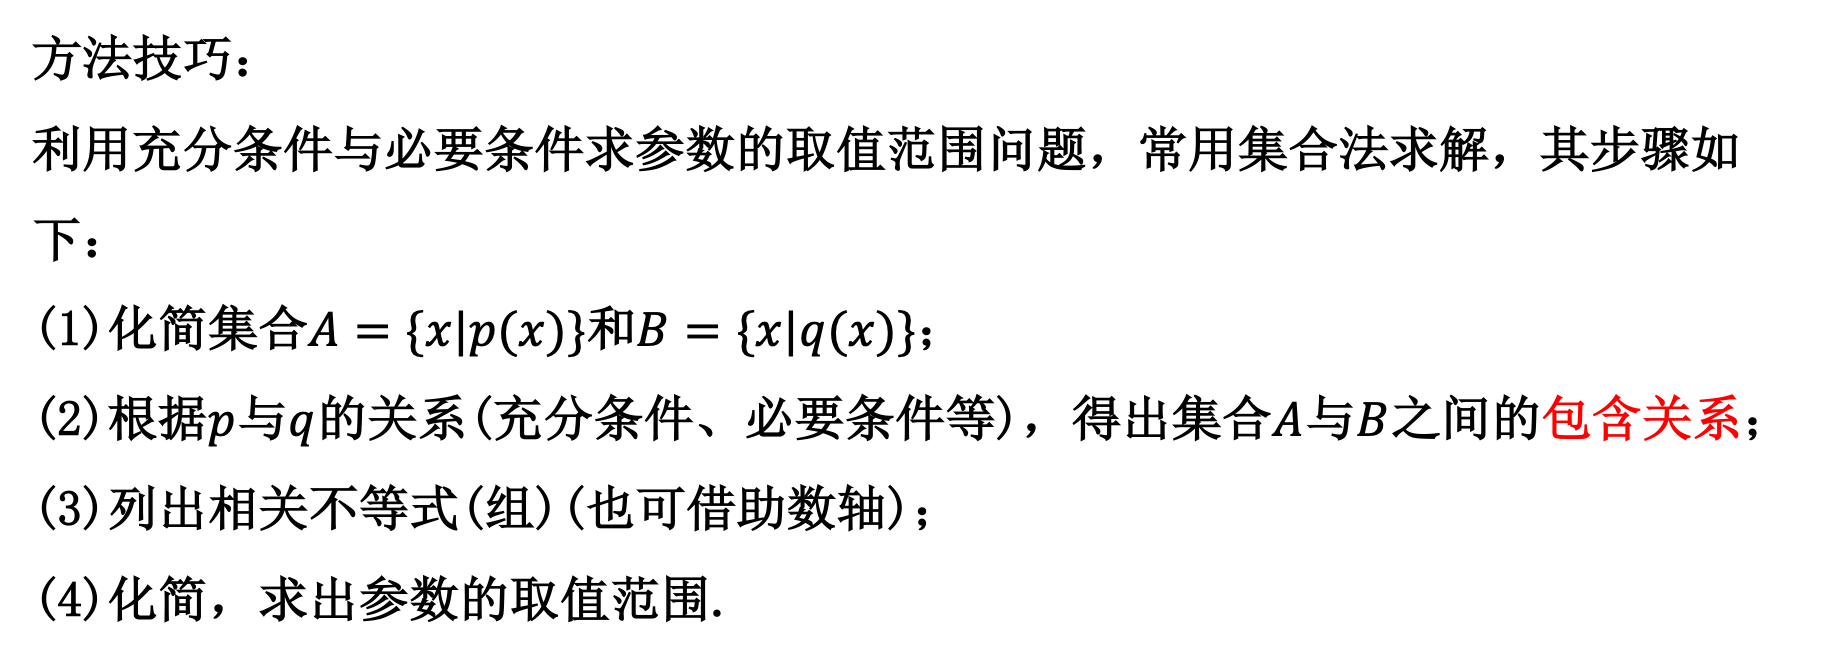 方法技巧：
利用充分条件与必要条件求参数的取值范围问题，常用集合法求解，其步骤如
下：
(1)化简集合A = {x|p(x)}和B = {x|q(x)}；
(2)根据p与q的关系(充分条件、必要条件等)，得出集合A与B之间的包含关系；
(3)列出相关不等式(组)(也可借助数轴)；
(4)化简，求出参数的取值范围.